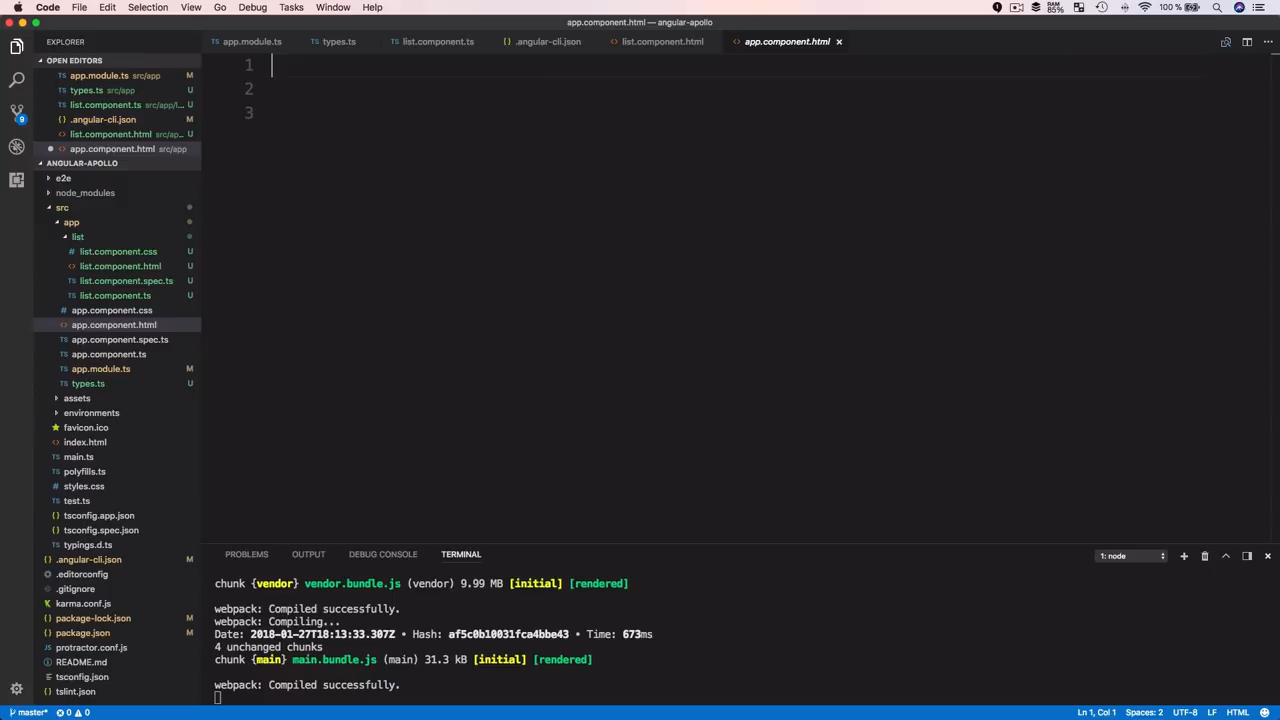 Code File Edit Selection View Go Debug Tasks Window Help
RAM 85% 100 %
app.component.html — angular-apollo
EXPLORER
app.module.ts types.ts list.component.ts .angular-cli.json list.component.html app.component.html ×
OPEN EDITORS
app.module.ts src/app M
types.ts src/app U
list.component.ts src/app/l... U
.angular-cli.json M
list.component.html src/ap... U
app.component.html src/app
ANGULAR-APOLLO
e2e
node_modules
src
app
list
list.component.css U
list.component.html U
list.component.spec.ts U
list.component.ts U
app.component.css
app.component.html
app.component.spec.ts
app.component.ts
app.module.ts M
types.ts U
assets
environments
favicon.ico
index.html
main.ts
polyfills.ts
styles.css
test.ts
tsconfig.app.json
tsconfig.spec.json
typings.d.ts
.angular-cli.json M
.editorconfig
.gitignore
karma.conf.js
package-lock.json M
package.json M
protractor.conf.js
README.md
tsconfig.json
tslint.json
9
1
2
3
PROBLEMS OUTPUT DEBUG CONSOLE TERMINAL 1: node
chunk {vendor} vendor.bundle.js (vendor) 9.99 MB [initial] [rendered]
webpack: Compiled successfully.
webpack: Compiling...
Date: 2018-01-27T18:13:33.307Z • Hash: af5c0b10031fca4bbe43 • Time: 673ms
4 unchanged chunks
chunk {main} main.bundle.js (main) 31.3 kB [initial] [rendered]
webpack: Compiled successfully.
master* 0 0 Ln 1, Col 1 Spaces: 2 UTF-8 LF HTML